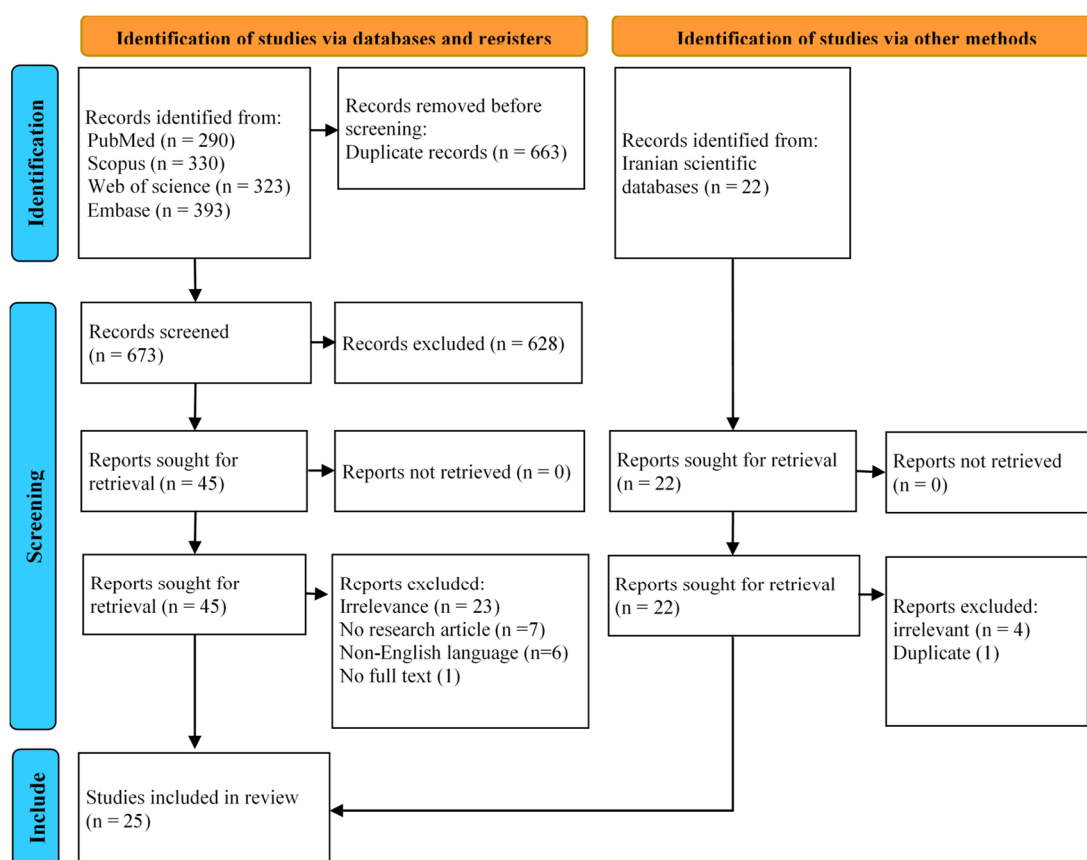 Identification of studies via databases and registers
Identification of studies via other methods
Identification
Records identified from:
PubMed (n = 290)
Scopus (n = 330)
Web of science (n = 323)
Embase (n = 393)
Records removed before
screening:
Duplicate records (n = 663)
Records identified from:
Iranian scientific
databases (n = 22)
Screening
Records screened
(n = 673)
Records excluded (n = 628)
Reports sought for
retrieval (n = 45)
Reports not retrieved (n = 0)
Reports sought for retrieval
(n = 22)
Reports not retrieved
(n = 0)
Reports sought for
retrieval (n = 45)
Reports excluded:
Irrelevance (n = 23)
No research article (n =7)
Non-English language (n=6)
No full text (1)
Reports sought for retrieval
(n = 22)
Reports excluded:
irrelevant (n = 4)
Duplicate (1)
Include
Studies included in review
(n = 25)